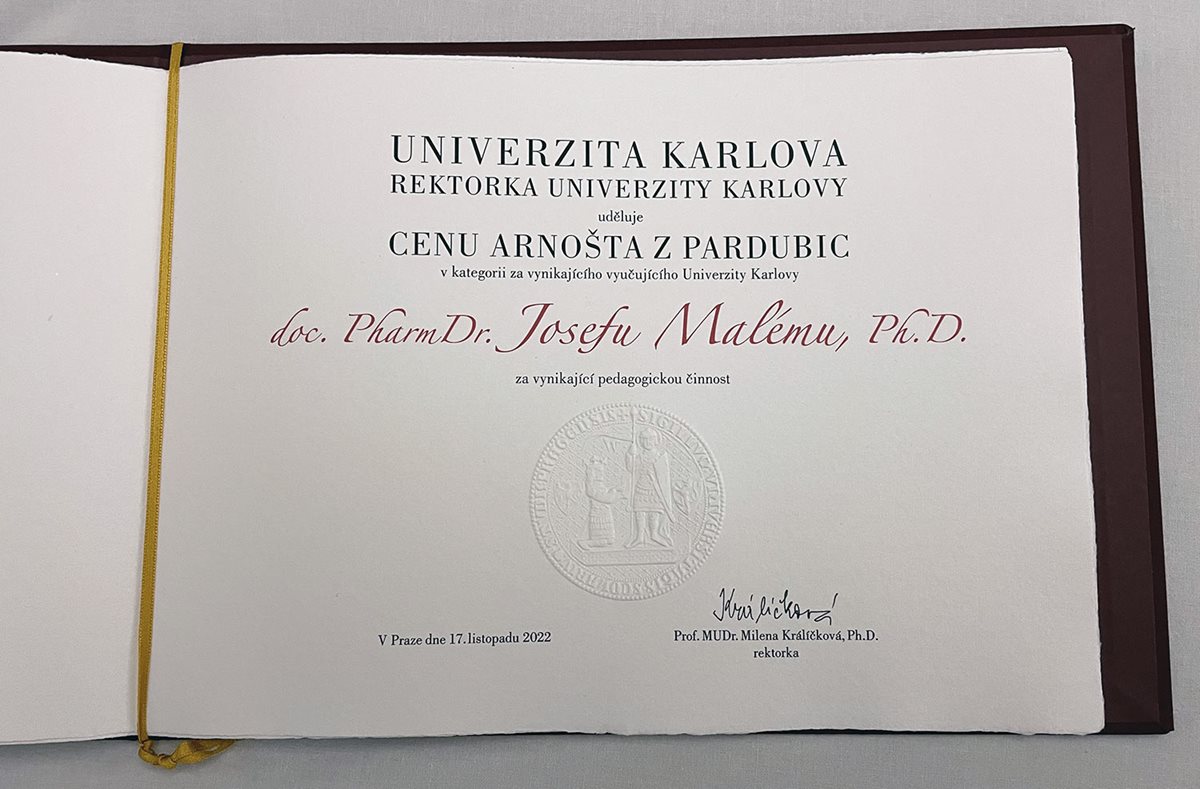 UNIVERZITA KARLOVA
REKTORKA UNIVERZITY KARLOVY
uděluje
CENU ARNOŠTA Z PARDUBIC
v kategorii za vynikajícího vyučujícího Univerzity Karlovy
doc. PharmDr. Josefu Malému, Ph.D.
za vynikající pedagogickou činnost
Králíčková
V Praze dne 17. listopadu 2022
Prof. MUDr. Milena Králíčková, Ph.D.
rektorka